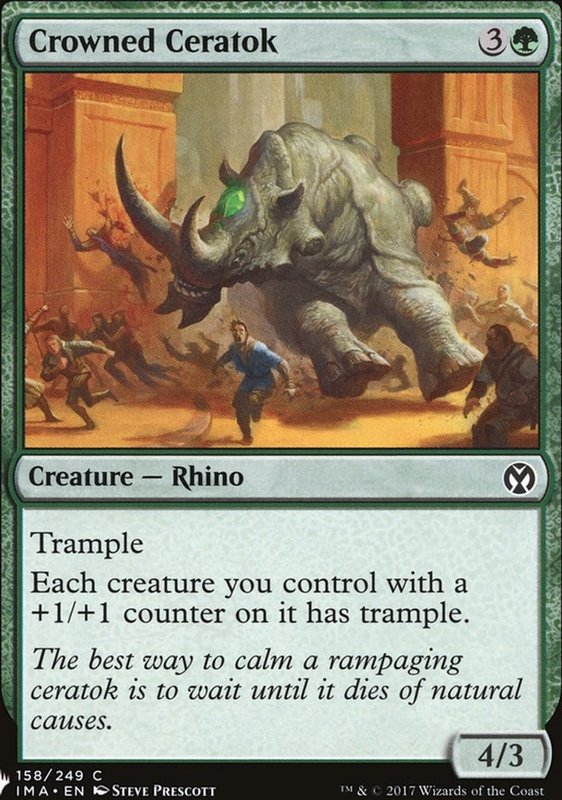 Crowned Ceratok 3
Creature — Rhino
Trample
Each creature you control with a
+1/+1 counter on it has trample.
The best way to calm a rampaging
ceratok is to wait until it dies of natural
causes.
4/3
158/249 C
IMA • EN Steve Prescott
™ & © 2017 Wizards of the Coast